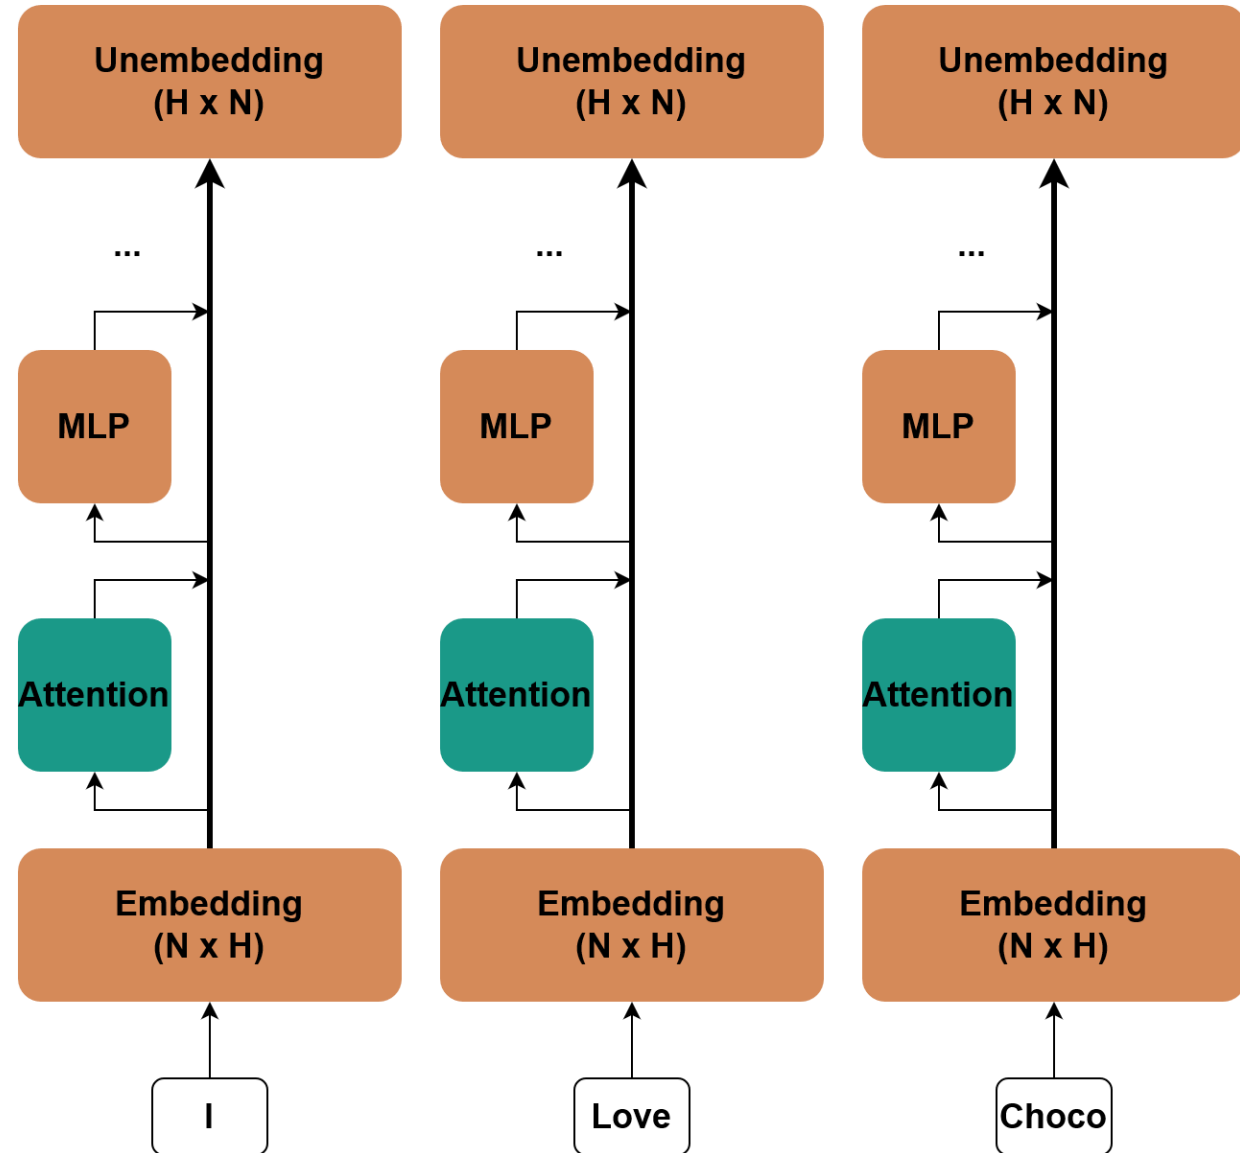 Unembedding
(H x N)
Unembedding
(H x N)
Unembedding
(H x N)
...
...
...
MLP
MLP
MLP
Attention
Attention
Attention
Embedding
(N x H)
Embedding
(N x H)
Embedding
(N x H)
I
Love
Choco